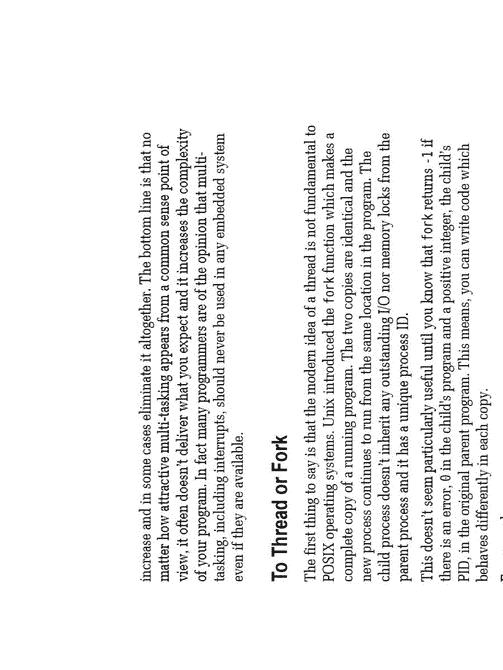 increase and in some cases eliminate it altogether. The bottom line is that no
matter how attractive multi-tasking appears from a common sense point of
view, it often doesn't deliver what you expect and it increases the complexity
of your program. In fact many programmers are of the opinion that multi-
tasking, including interrupts, should never be used in any embedded system
even if they are available.
To Thread or Fork
The first thing to say is that the modern idea of a thread is not fundamental to
POSIX operating systems. Unix introduced the fork function which makes a
complete copy of a running program. The two copies are identical and the
new process continues to run from the same location in the program. The
child process doesn't inherit any outstanding I/O nor memory locks from the
parent process and it has a unique process ID.
This doesn't seem particularly useful until you know that fork returns -1 if
there is an error, 0 in the child's program and a positive integer, the child's
PID, in the original parent program. This means, you can write code which
behaves differently in each copy.